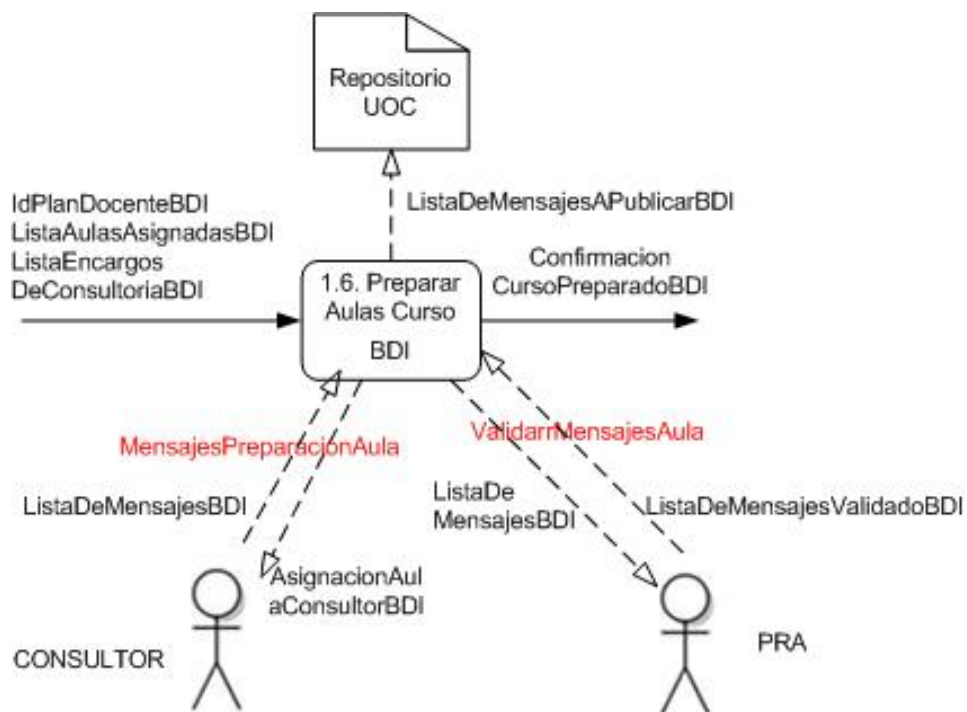 Repositorio
UOC
IdPlanDocenteBDI
ListaAulasAsignadasBDI
ListaEncargos
DeConsultoriaBDI
ListaDeMensajesAPublicarBDI
Confirmacion
CursoPreparadoBDI
1.6. Preparar
Aulas Curso
BDI
MensajesPreparacionAula
ValidarrMensajesAula
ListaDeMensajesBDI
ListaDe
MensajesBDI
ListaDeMensajesValidadoBDI
AsignacionAul
aConsultorBDI
CONSULTOR
PRA